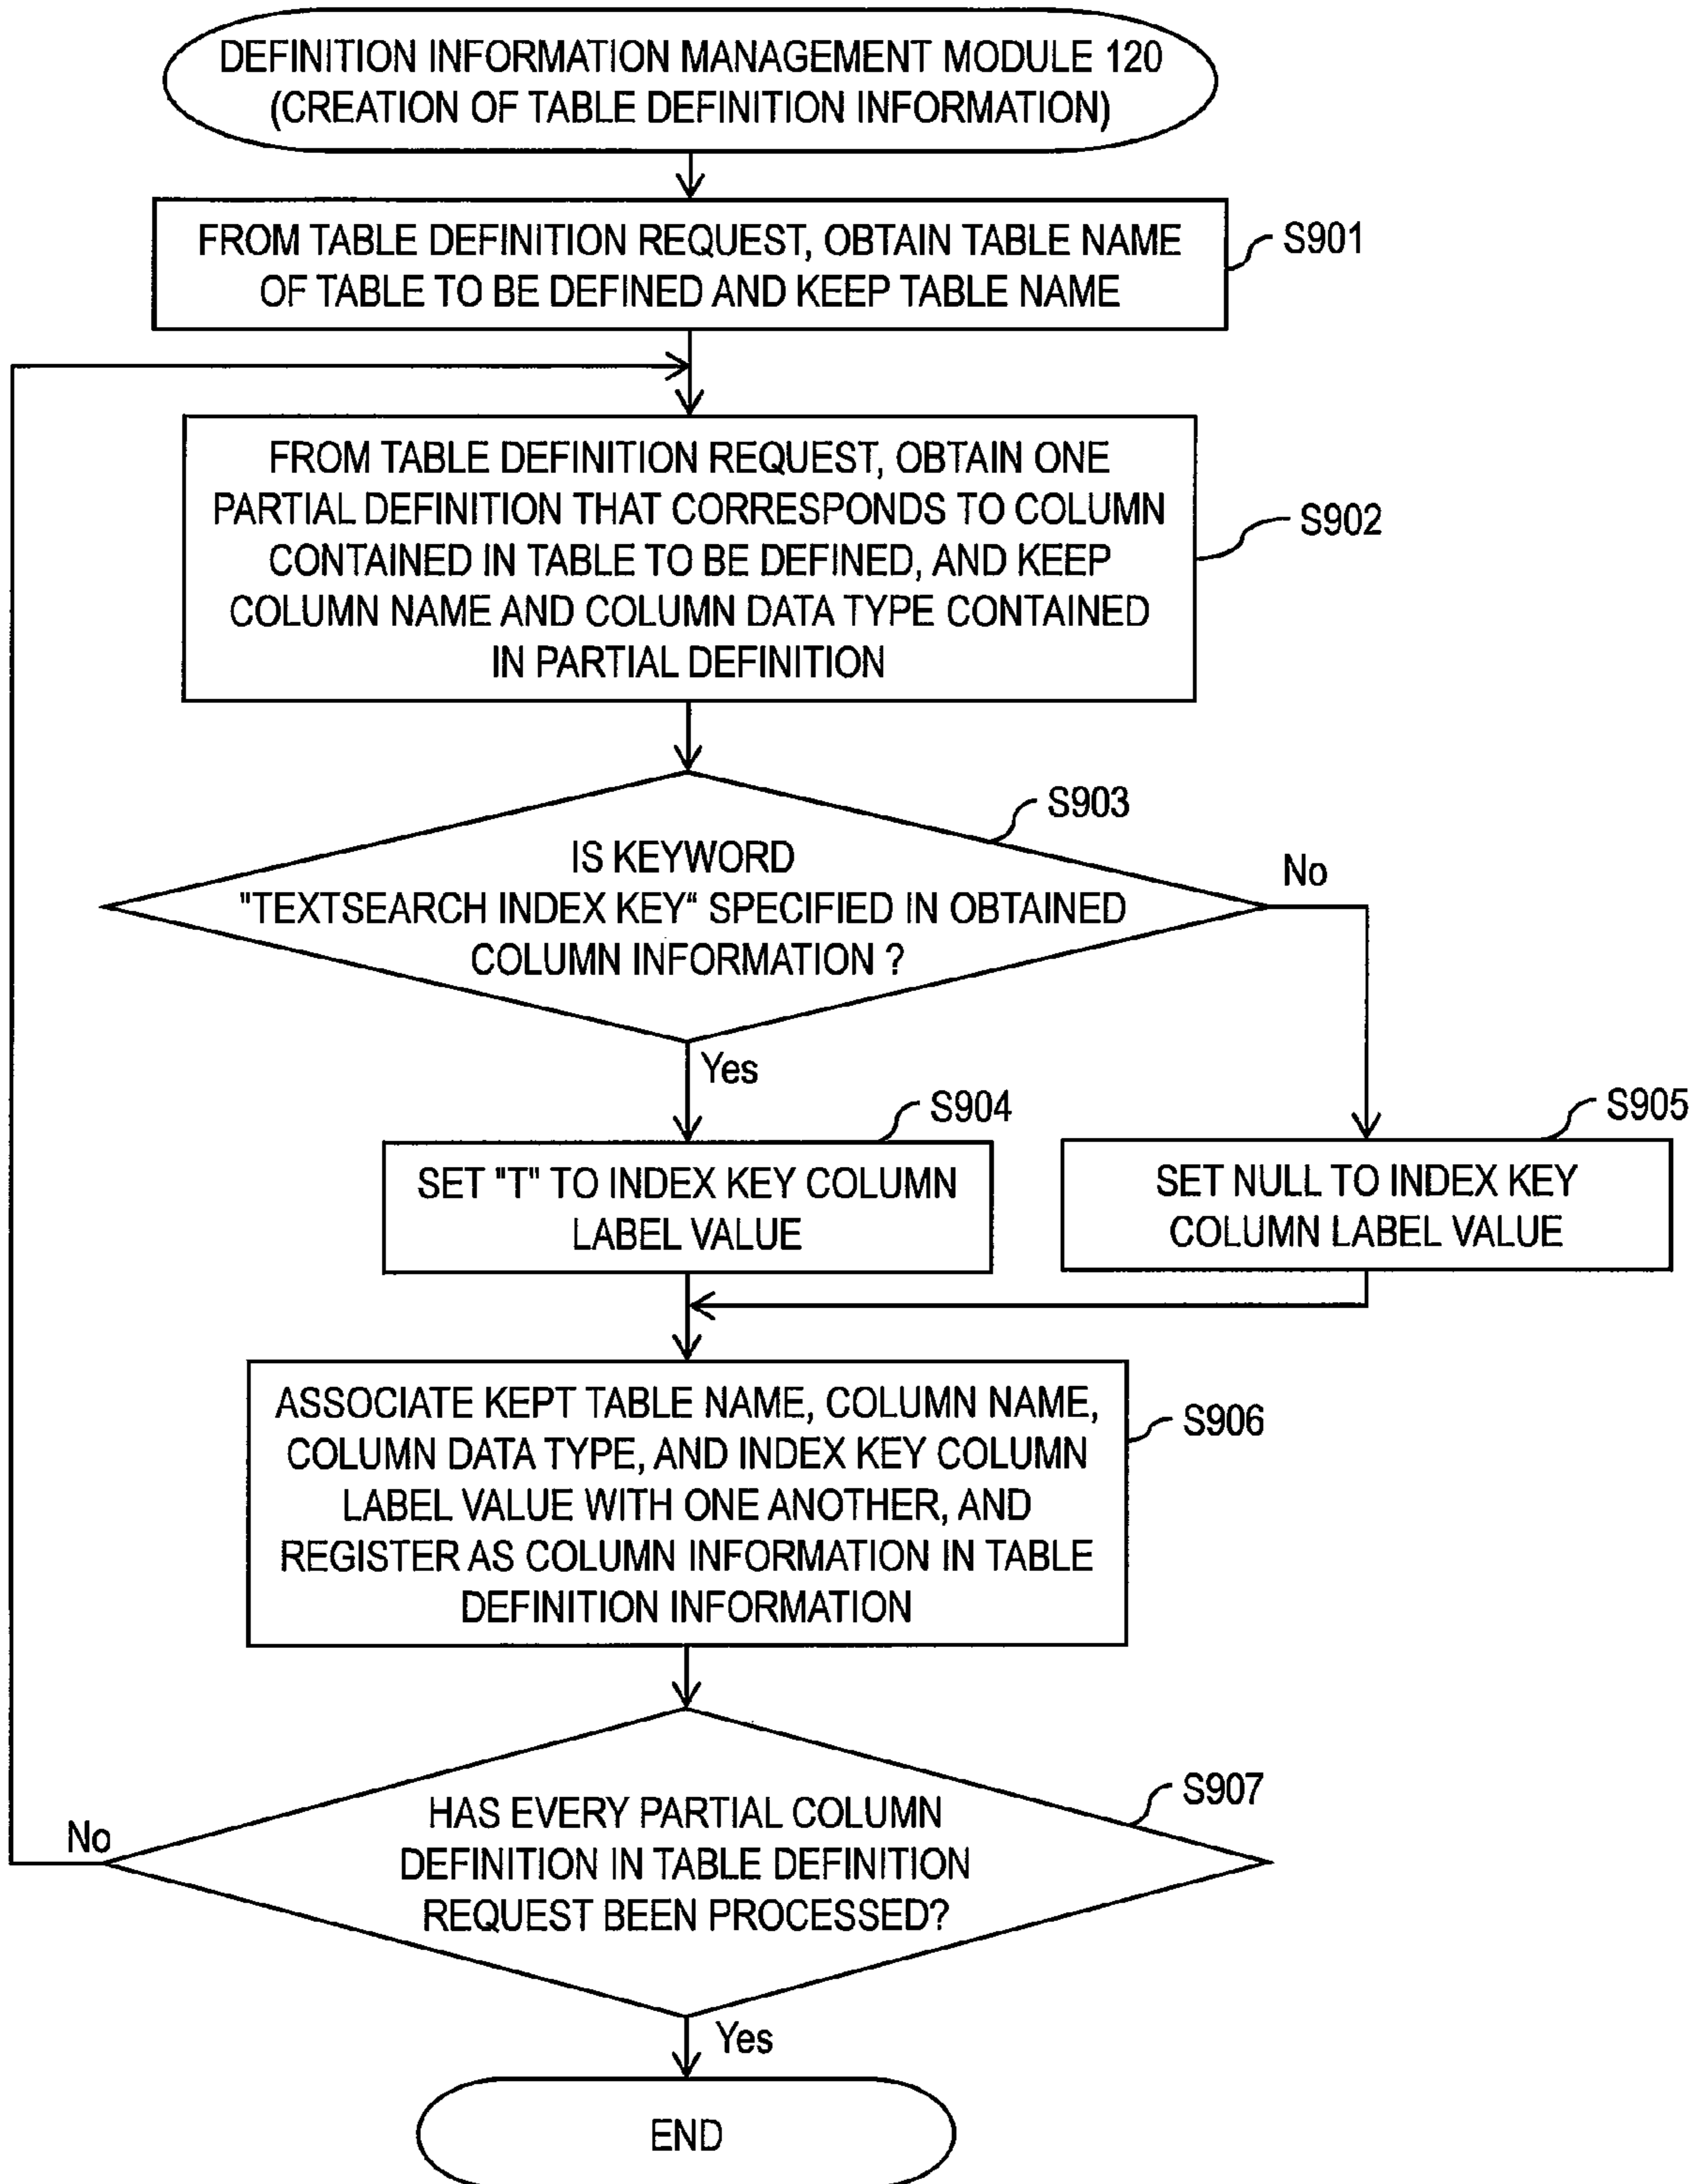 DEFINITION INFORMATION MANAGEMENT MODULE 120
(CREATION OF TABLE DEFINITION INFORMATION)
FROM TABLE DEFINITION REQUEST, OBTAIN TABLE NAME
OF TABLE TO BE DEFINED AND KEEP TABLE NAME
S901
FROM TABLE DEFINITION REQUEST, OBTAIN ONE
PARTIAL DEFINITION THAT CORRESPONDS TO COLUMN
CONTAINED IN TABLE TO BE DEFINED, AND KEEP
COLUMN NAME AND COLUMN DATA TYPE CONTAINED
IN PARTIAL DEFINITION
S902
S903
IS KEYWORD
"TEXTSEARCH INDEX KEY" SPECIFIED IN OBTAINED
COLUMN INFORMATION ?
No
Yes
S904
SET "T" TO INDEX KEY COLUMN
LABEL VALUE
S905
SET NULL TO INDEX KEY
COLUMN LABEL VALUE
ASSOCIATE KEPT TABLE NAME, COLUMN NAME,
COLUMN DATA TYPE, AND INDEX KEY COLUMN
LABEL VALUE WITH ONE ANOTHER, AND
REGISTER AS COLUMN INFORMATION IN TABLE
DEFINITION INFORMATION
S906
S907
HAS EVERY PARTIAL COLUMN
DEFINITION IN TABLE DEFINITION
REQUEST BEEN PROCESSED?
No
Yes
END